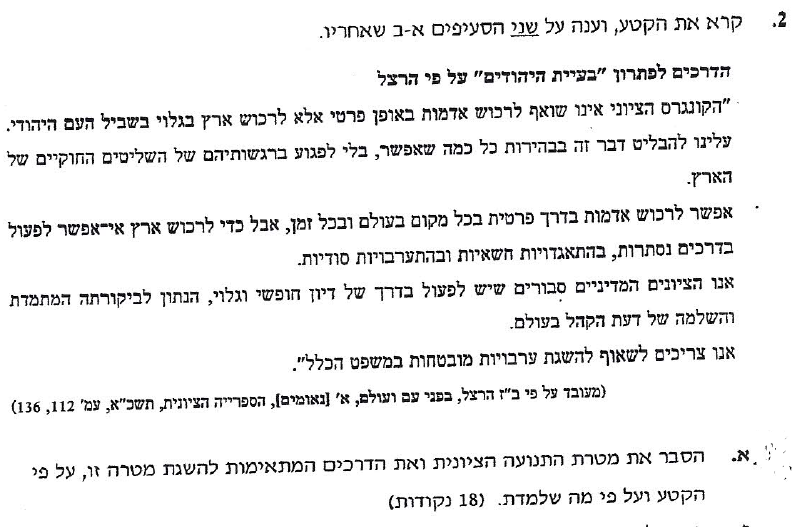 2. קרא את הקטע, וענה על שני הסעיפים א-ב שאחריו.
הדרכים לפתרון "בעיית היהודים" על פי הרצל
"הקונגרס הציוני אינו שואף לרכוש אדמות באופן פרטי אלא לרכוש ארץ בגלוי בשביל העם היהודי.
עלינו להבליט דבר זה בבהירות כל כמה שאפשר, בלי לפגוע ברגשותיהם של השליטים החוקיים של
הארץ.
אפשר לרכוש אדמות בדרך פרטית בכל מקום בעולם ובכל זמן, אבל כדי לרכוש ארץ אי־אפשר לפעול
בדרכים נסתרות, בהתאגדויות חשאיות ובהתערבויות סודיות.
אנו הציונים המדיניים סבורים שיש לפעול בדרך של דיון חופשי וגלוי, הנתון לביקורתה המתמדת
והשלמה של דעת הקהל בעולם.
אנו צריכים לשאוף להשגת ערבויות מובטחות במשפט הכלל".
(מעובד על פי ב"ז הרצל, בפני עם ועולם, א' [נאומים], הספרייה הציונית, תשכ"א, עמ' 112, 136)
א. הסבר את מטרת התנועה הציונית ואת הדרכים המתאימות להשגת מטרה זו, על פי
הקטע ועל פי מה שלמדת. (18 נקודות)